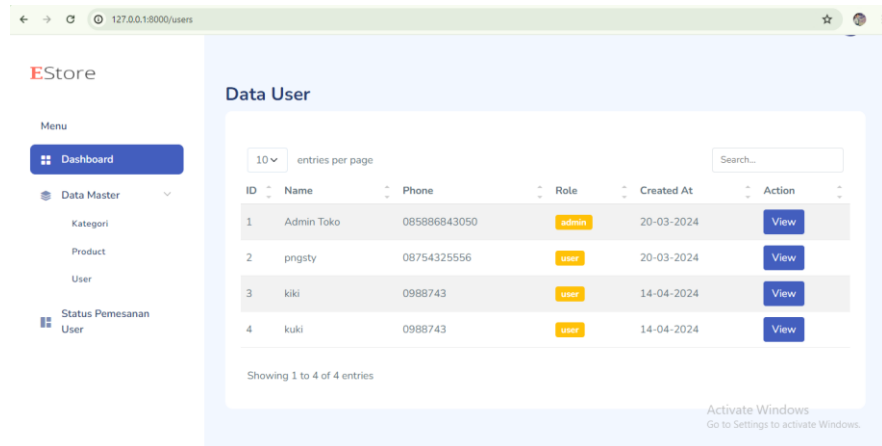 127.0.0.1:8000/users
EStore
Data User
Menu
Dashboard
Data Master
Kategori
Product
User
Status Pemesanan
User
10 entries per page Search...
ID Name Phone Role Created At Action
1 Admin Toko 085886843050 admin 20-03-2024 View
2 pngsty 08754325556 user 20-03-2024 View
3 kiki 0988743 user 14-04-2024 View
4 kuki 0988743 user 14-04-2024 View
Showing 1 to 4 of 4 entries
Activate Windows
Go to Settings to activate Windows.